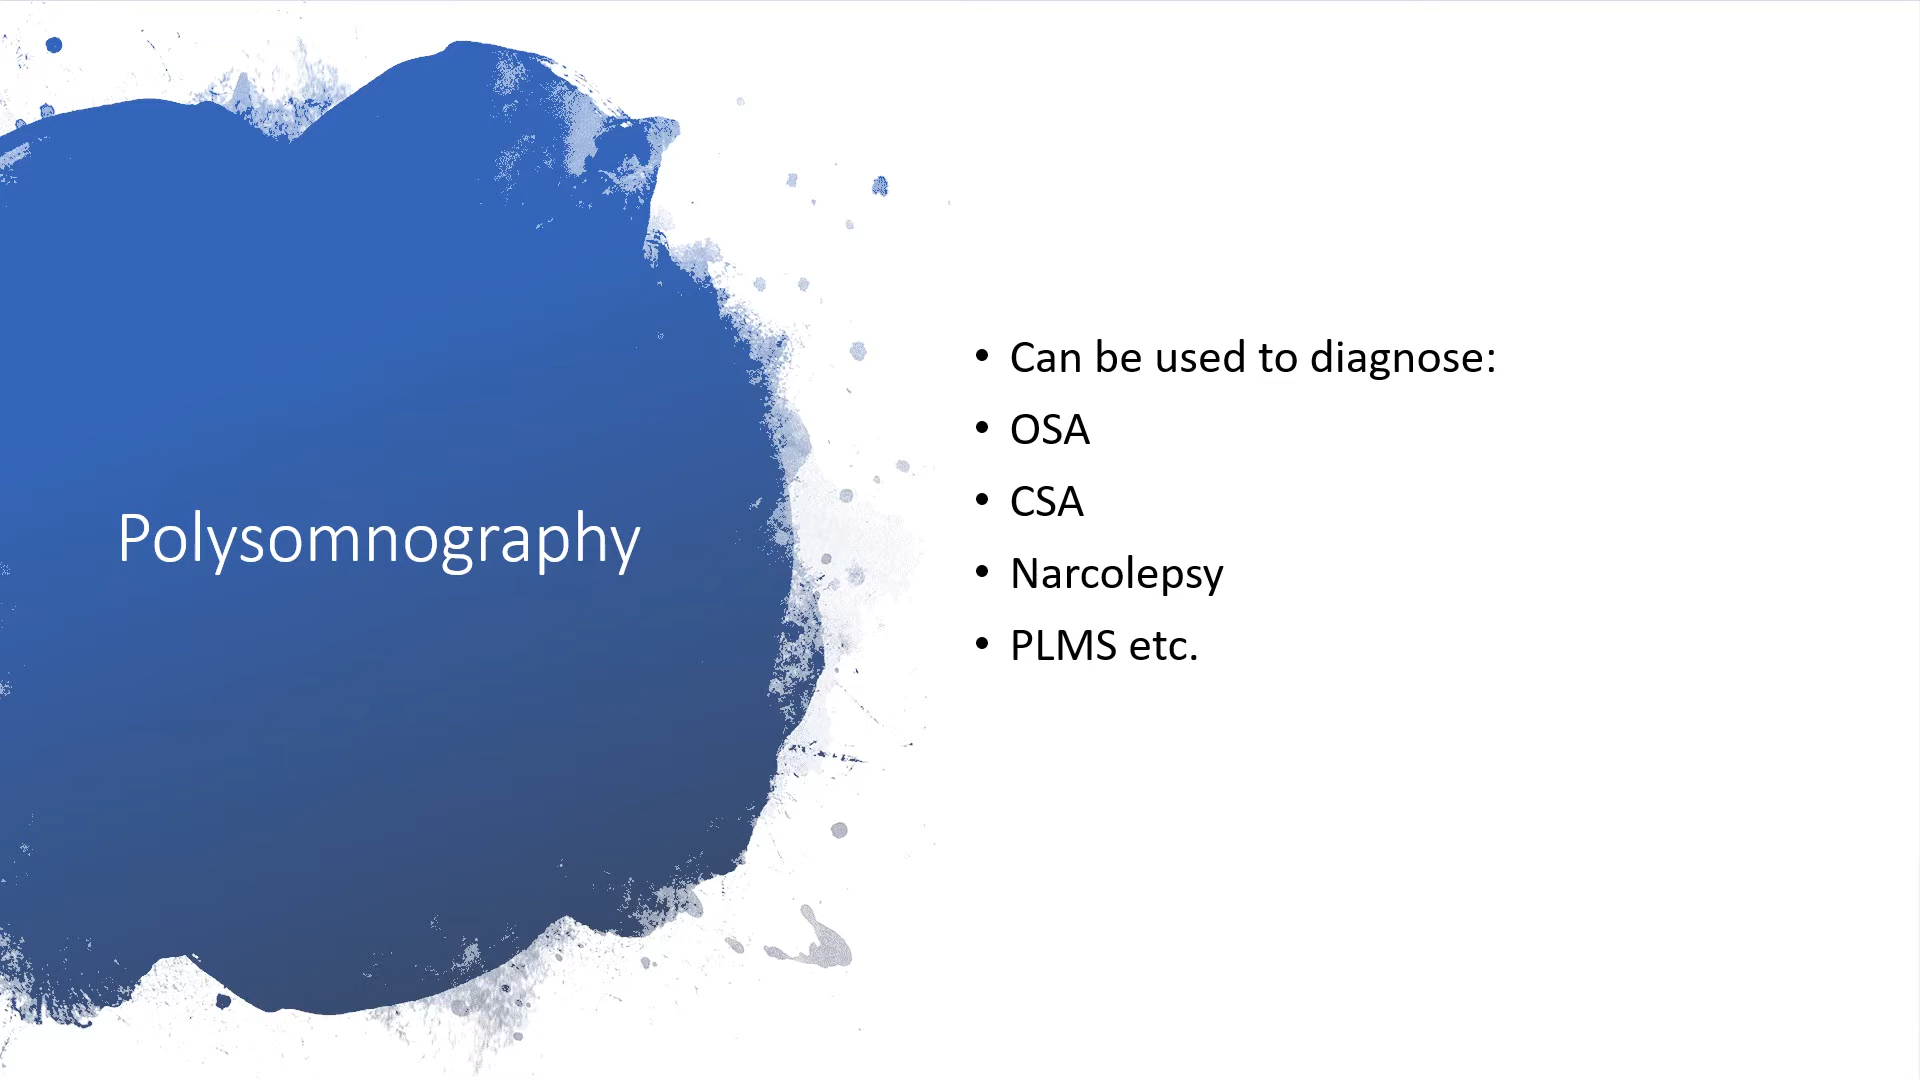 Polysomnography
• Can be used to diagnose:
• OSA
• CSA
• Narcolepsy
• PLMS etc.